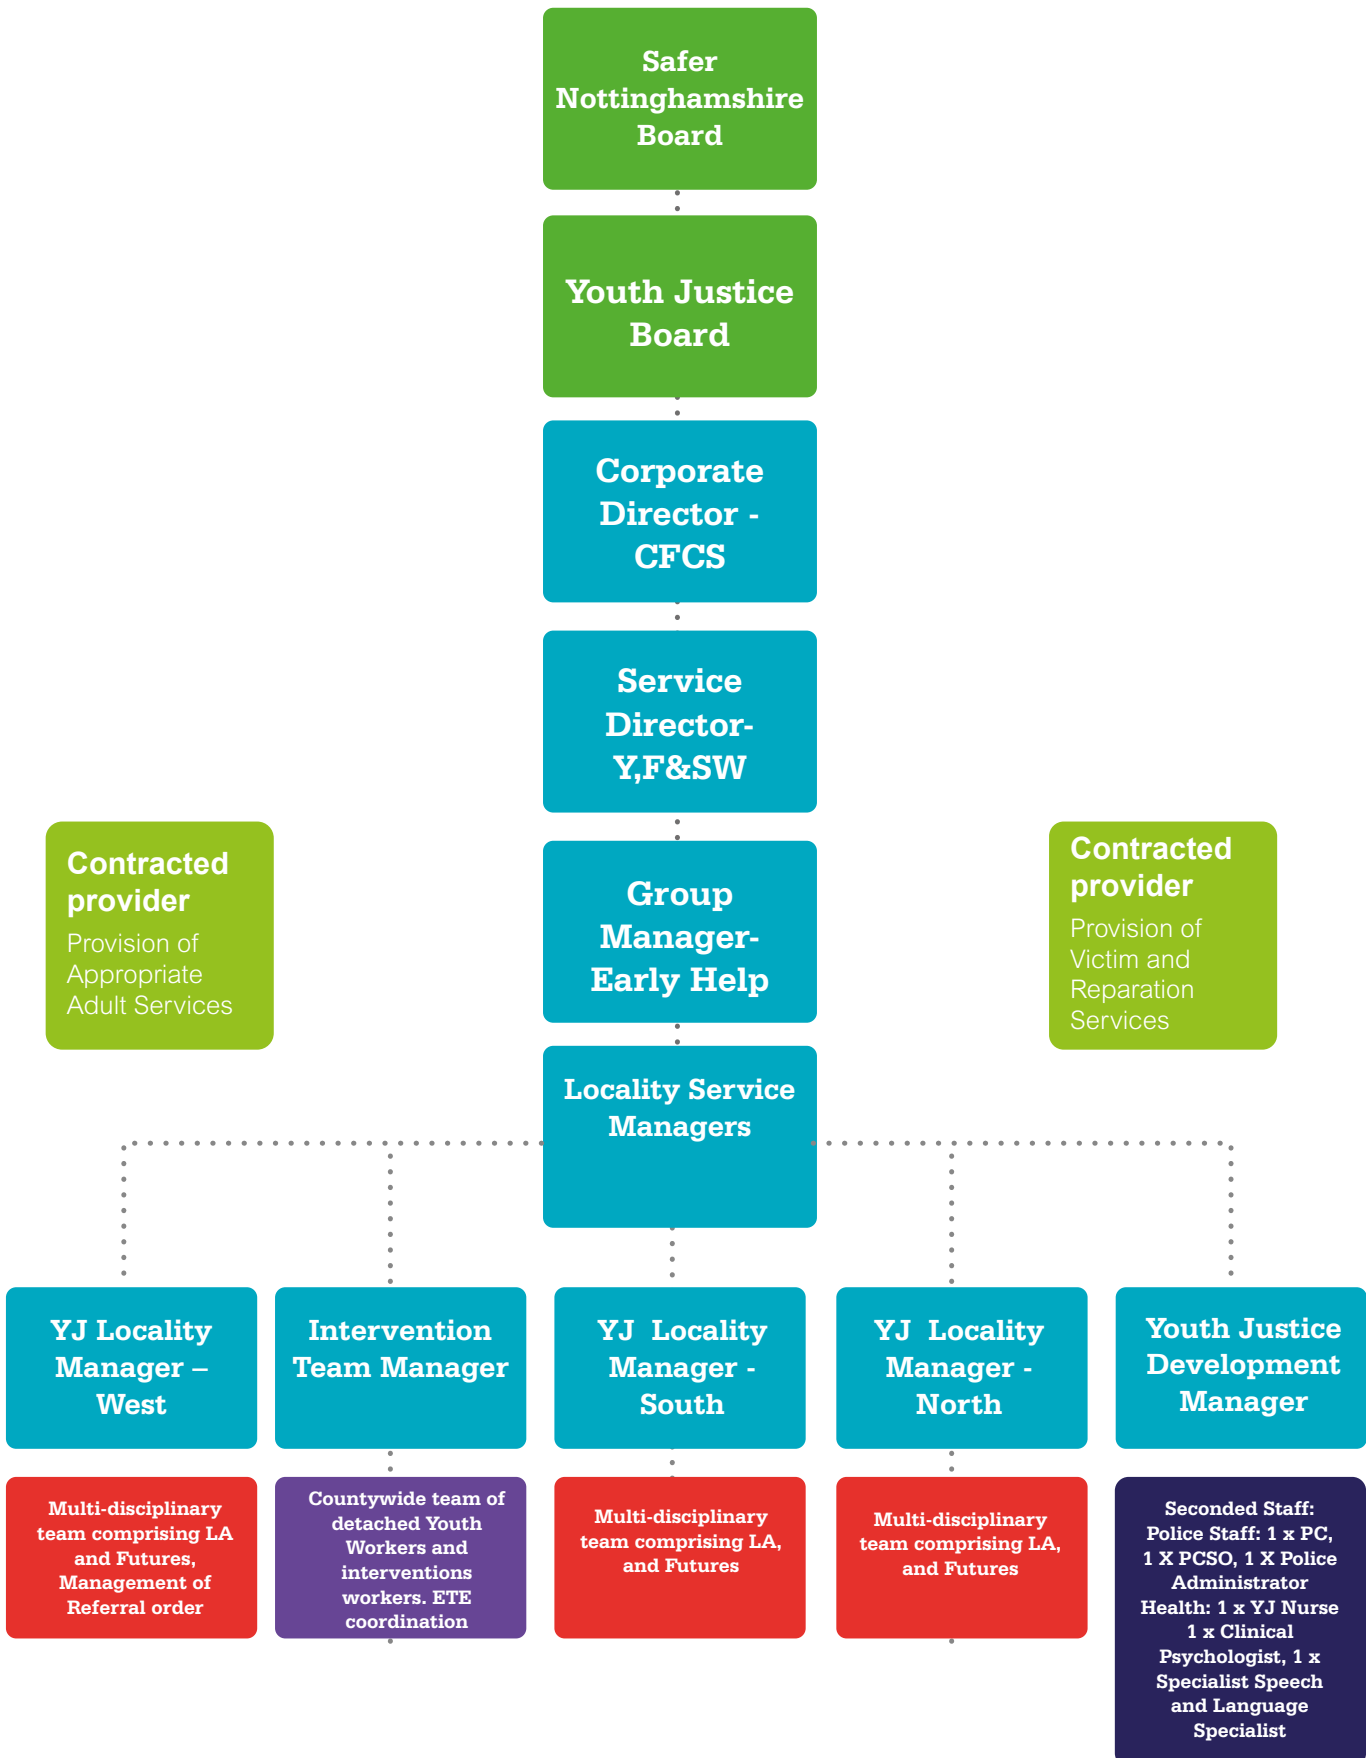 Safer
Nottinghamshire
Board
Youth Justice
Board
Corporate
Director -
CFCS
Service
Director-
Y,F&SW
Contracted
provider
Provision of
Appropriate
Adult Services
Group
Manager-
Early Help
Contracted
provider
Provision of
Victim and
Reparation
Services
Locality Service
Managers
YJ Locality
Manager –
West
Intervention
Team Manager
YJ  Locality
Manager -
South
YJ  Locality
Manager -
North
Youth Justice
Development
Manager
Multi-disciplinary
team comprising LA
and Futures,
Management of
Referral order
Countywide team of
detached Youth
Workers and
interventions
workers. ETE
coordination
Multi-disciplinary
team comprising LA,
and Futures
Multi-disciplinary
team comprising LA,
and Futures
Seconded Staff:
Police Staff: 1 x PC,
1 X PCSO, 1 X Police
Administrator
Health: 1 x YJ Nurse
1 x Clinical
Psychologist, 1 x
Specialist Speech
and Language
Specialist